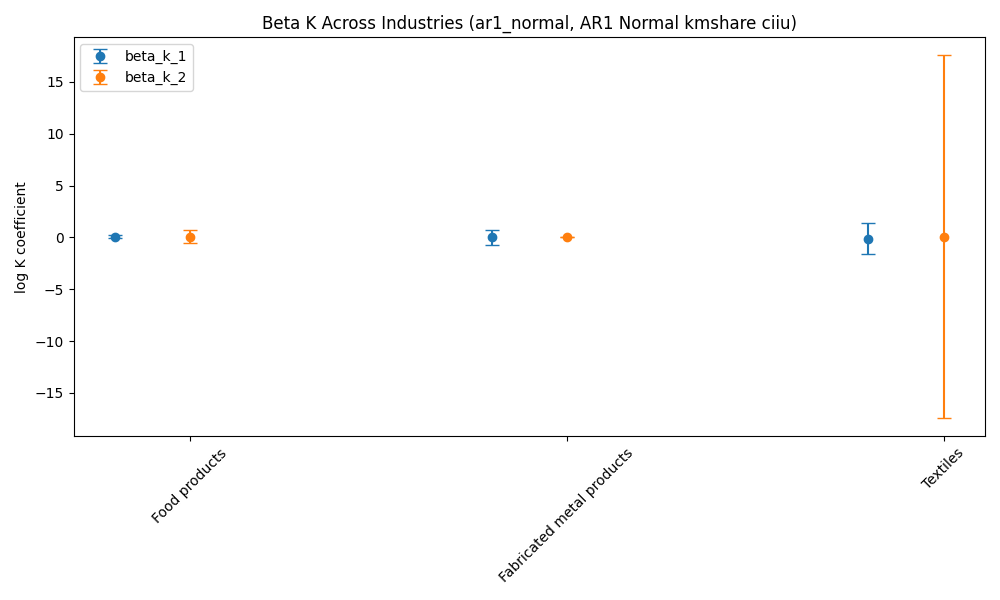 Beta K Across Industries (ar1_normal, AR1 Normal kmshare ciiu)
beta_k_1
beta_k_2
log K coefficient
15
10
5
0
−5
−10
−15
Food products
Fabricated metal products
Textiles